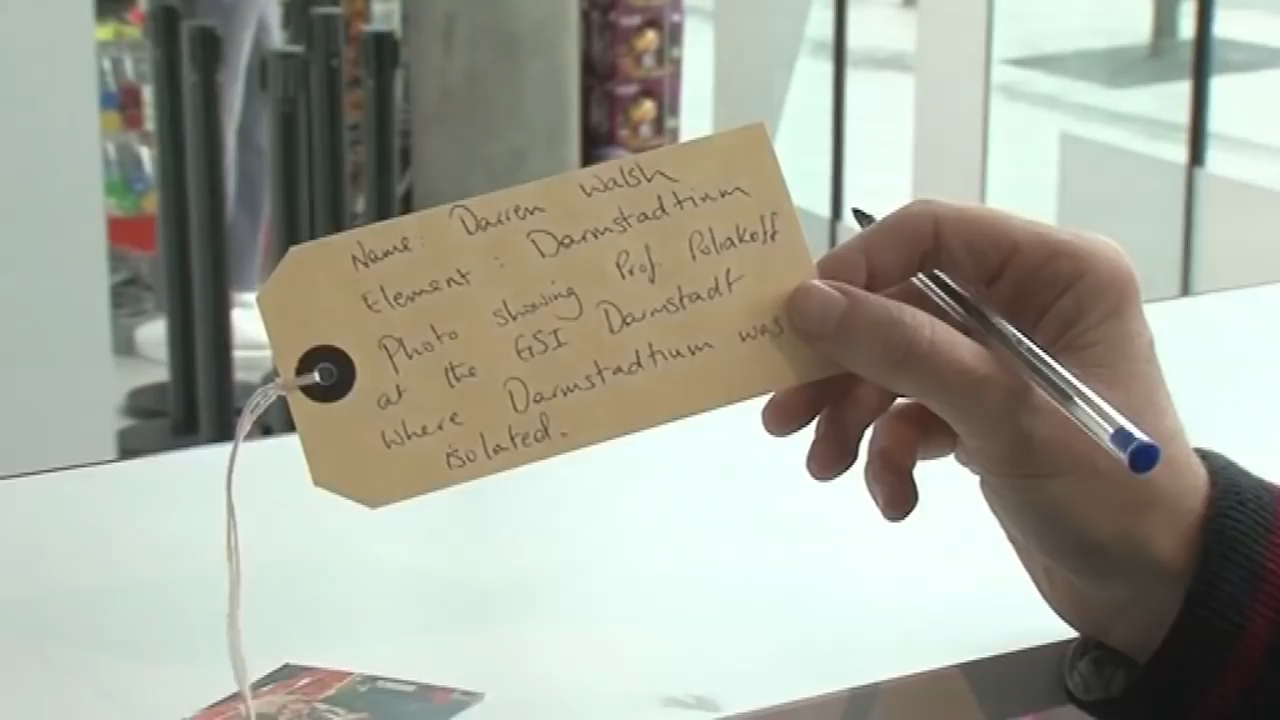 Name: Darren Walsh
Element : Darmstadtium
Photo showing Prof. Poliakoff
at the GSI Darmstadt
where Darmstadtium was
isolated.